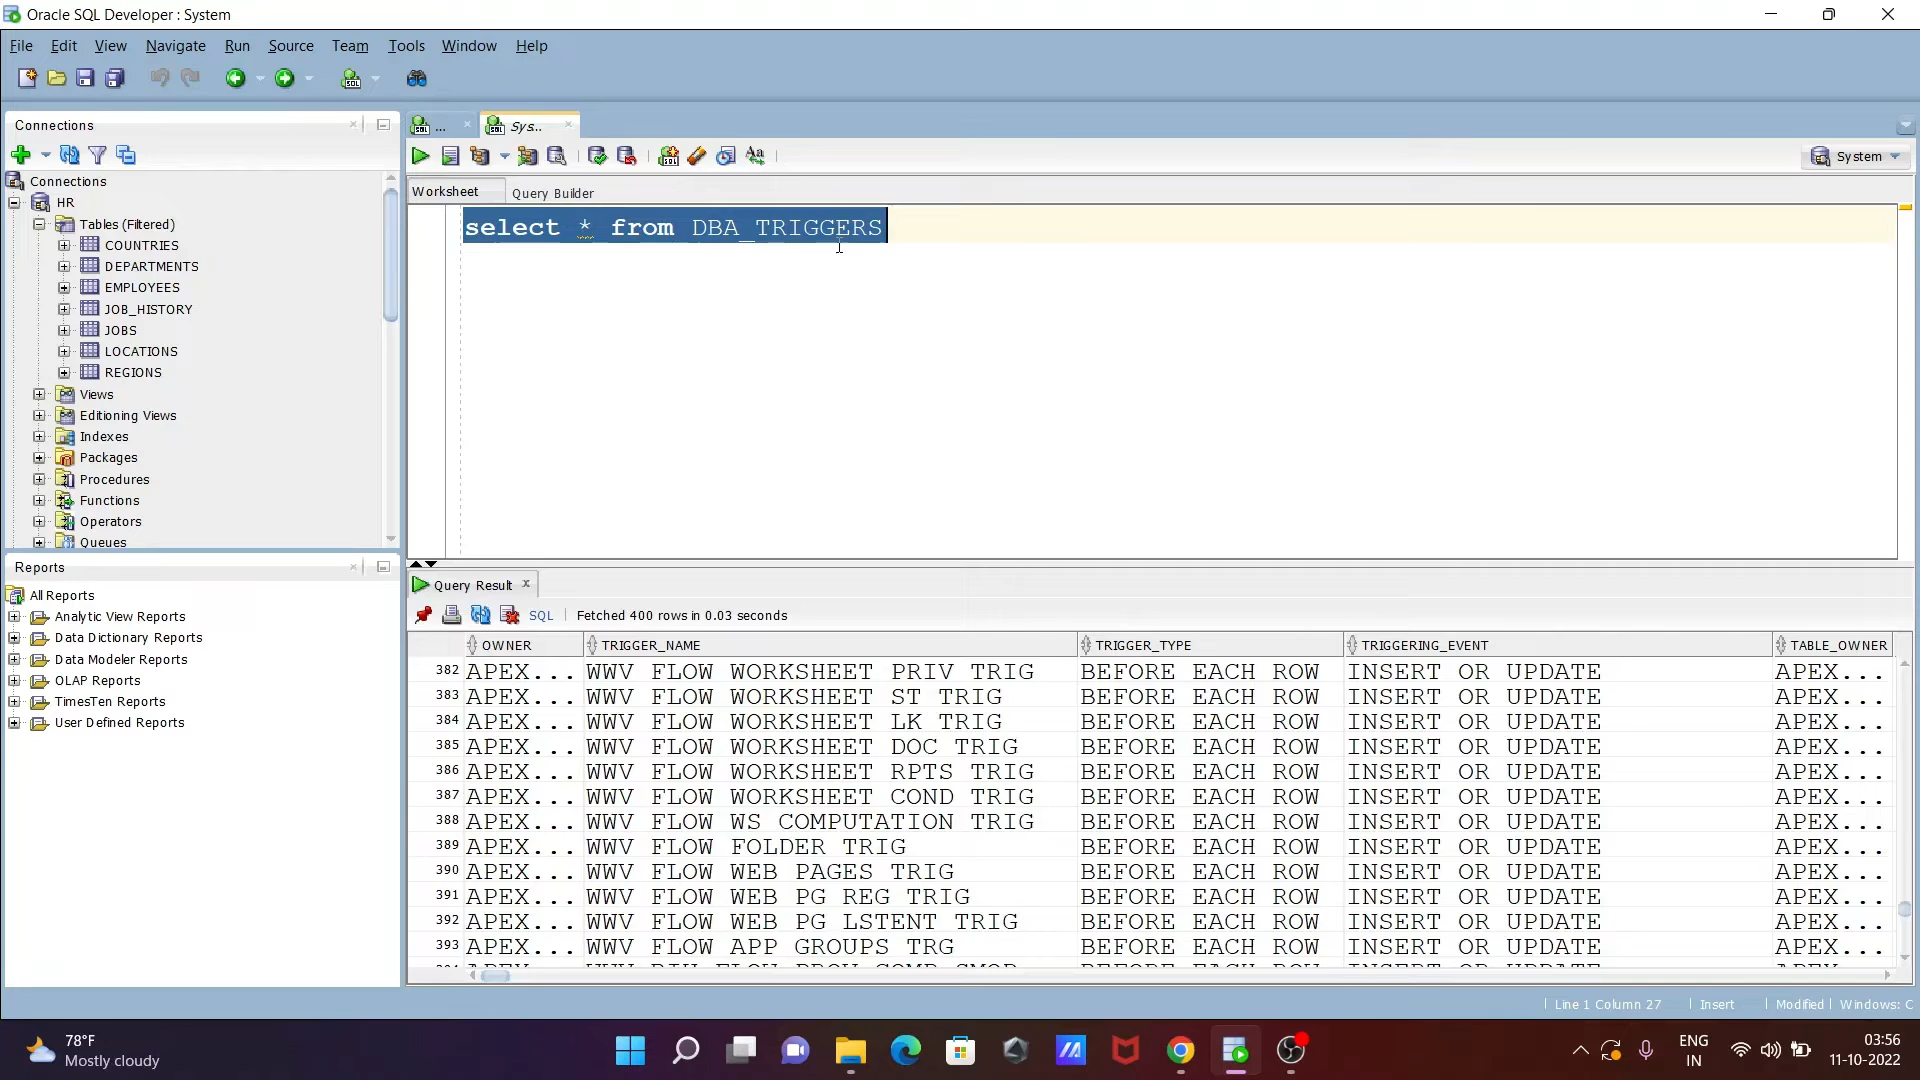 Oracle SQL Developer : System
File Edit View Navigate Run Source Team Tools Window Help
Connections
... Sys..
System
Connections
HR
Tables (Filtered)
COUNTRIES
DEPARTMENTS
EMPLOYEES
JOB_HISTORY
JOBS
LOCATIONS
REGIONS
Views
Editioning Views
Indexes
Packages
Procedures
Functions
Operators
Queues
Worksheet Query Builder
select * from DBA_TRIGGERS
Reports
All Reports
Analytic View Reports
Data Dictionary Reports
Data Modeler Reports
OLAP Reports
TimesTen Reports
User Defined Reports
Query Result
SQL Fetched 400 rows in 0.03 seconds
OWNER TRIGGER_NAME TRIGGER_TYPE TRIGGERING_EVENT TABLE_OWNER
382 APEX... WWV FLOW WORKSHEET PRIV TRIG BEFORE EACH ROW INSERT OR UPDATE APEX...
383 APEX... WWV FLOW WORKSHEET ST TRIG BEFORE EACH ROW INSERT OR UPDATE APEX...
384 APEX... WWV FLOW WORKSHEET LK TRIG BEFORE EACH ROW INSERT OR UPDATE APEX...
385 APEX... WWV FLOW WORKSHEET DOC TRIG BEFORE EACH ROW INSERT OR UPDATE APEX...
386 APEX... WWV FLOW WORKSHEET RPTS TRIG BEFORE EACH ROW INSERT OR UPDATE APEX...
387 APEX... WWV FLOW WORKSHEET COND TRIG BEFORE EACH ROW INSERT OR UPDATE APEX...
388 APEX... WWV FLOW WS COMPUTATION TRIG BEFORE EACH ROW INSERT OR UPDATE APEX...
389 APEX... WWV FLOW FOLDER TRIG BEFORE EACH ROW INSERT OR UPDATE APEX...
390 APEX... WWV FLOW WEB PAGES TRIG BEFORE EACH ROW INSERT OR UPDATE APEX...
391 APEX... WWV FLOW WEB PG REG TRIG BEFORE EACH ROW INSERT OR UPDATE APEX...
392 APEX... WWV FLOW WEB PG LSTENT TRIG BEFORE EACH ROW INSERT OR UPDATE APEX...
393 APEX... WWV FLOW APP GROUPS TRG BEFORE EACH ROW INSERT OR UPDATE APEX...
Line 1 Column 27 Insert Modified Windows: C
78°F
Mostly cloudy
ENG
IN
03:56
11-10-2022